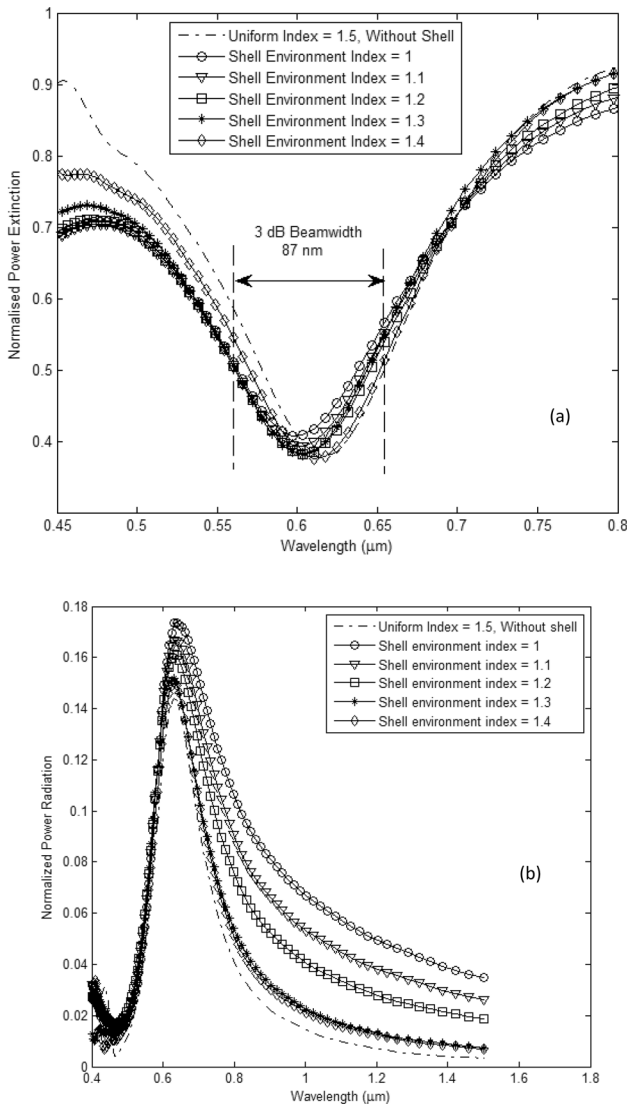 1
0.9
0.8
0.7
0.6
0.5
0.4
0.3
Normalised Power Extinction
Uniform Index = 1.5, Without Shell
Shell Environment Index = 1
Shell Environment Index = 1.1
Shell Environment Index = 1.2
Shell Environment Index = 1.3
Shell Environment Index = 1.4
3 dB Beamwidth
87 nm
(a)
0.45 0.5 0.55 0.6 0.65 0.7 0.75 0.8
Wavelength (μm)
0.18
0.16
0.14
0.12
0.1
0.08
0.06
0.04
0.02
0
Normalized Power Radiation
Uniform Index = 1.5, Without shell
Shell environment index = 1
Shell environment index = 1.1
Shell environment index = 1.2
Shell environment index = 1.3
Shell environment index = 1.4
(b)
0.4 0.6 0.8 1 1.2 1.4 1.6 1.8
Wavelength (μm)